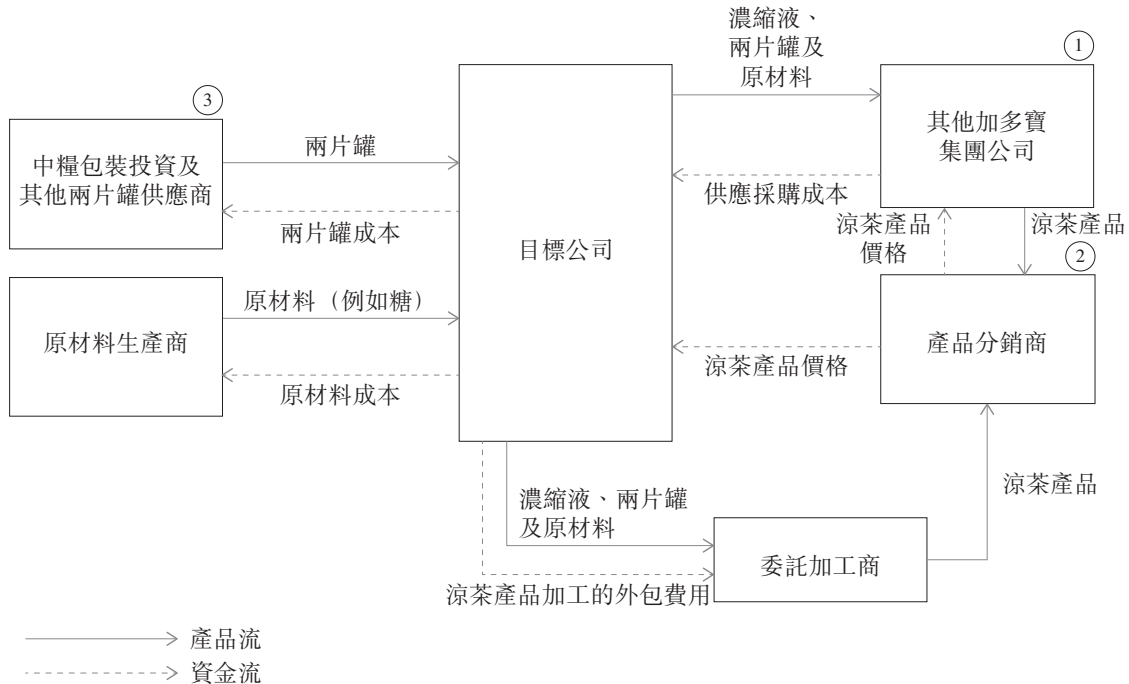 濃縮液、
兩片罐及
原材料
①
其他加多寶
集團公司
③
中糧包裝投資及
其他兩片罐供應商
兩片罐
兩片罐成本
供應採購成本
目標公司
涼茶產品
價格
涼茶產品
②
原材料生產商
原材料（例如糖）
原材料成本
涼茶產品價格
產品分銷商
濃縮液、兩片罐
及原材料
涼茶產品
委託加工商
涼茶產品加工的外包費用
產品流
資金流